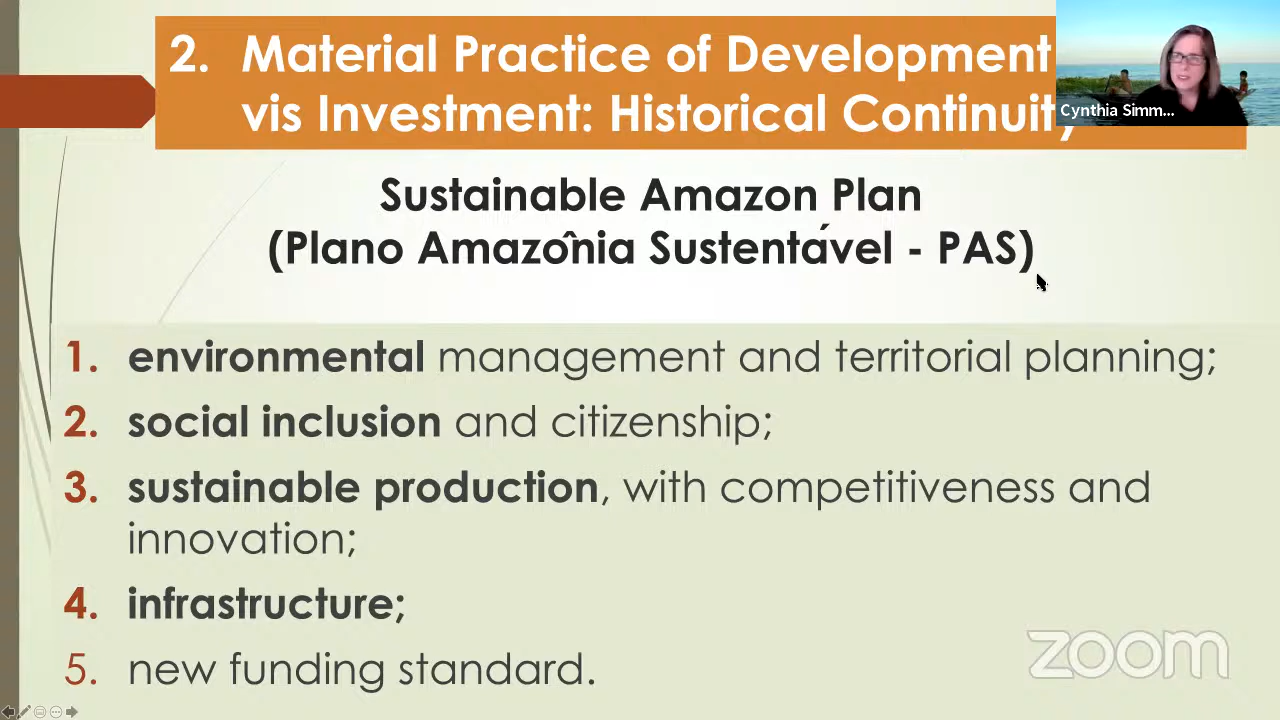 2. Material Practice of Development
vis Investment: Historical Continuity
Cynthia Simm...
Sustainable Amazon Plan
(Plano Amazônia Sustentável - PAS)
1. environmental management and territorial planning;
2. social inclusion and citizenship;
3. sustainable production, with competitiveness and
innovation;
4. infrastructure;
5. new funding standard.
zoom